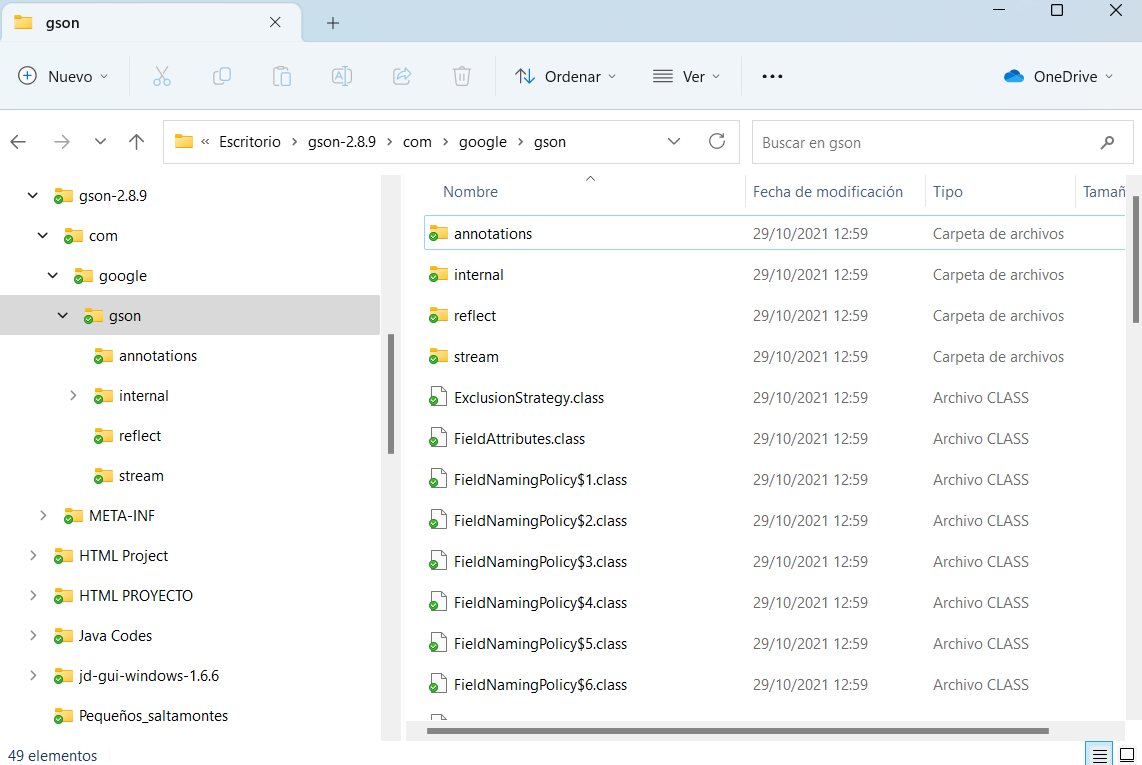 gson
Nuevo
Ordenar
Ver
OneDrive
« Escritorio > gson-2.8.9 > com > google > gson
Buscar en gson
gson-2.8.9
com
google
gson
annotations
internal
reflect
stream
META-INF
HTML Project
HTML PROYECTO
Java Codes
jd-gui-windows-1.6.6
Pequeños_saltamontes
Nombre Fecha de modificación Tipo Tamañ
annotations 29/10/2021 12:59 Carpeta de archivos
internal 29/10/2021 12:59 Carpeta de archivos
reflect 29/10/2021 12:59 Carpeta de archivos
stream 29/10/2021 12:59 Carpeta de archivos
ExclusionStrategy.class 29/10/2021 12:59 Archivo CLASS
FieldAttributes.class 29/10/2021 12:59 Archivo CLASS
FieldNamingPolicy$1.class 29/10/2021 12:59 Archivo CLASS
FieldNamingPolicy$2.class 29/10/2021 12:59 Archivo CLASS
FieldNamingPolicy$3.class 29/10/2021 12:59 Archivo CLASS
FieldNamingPolicy$4.class 29/10/2021 12:59 Archivo CLASS
FieldNamingPolicy$5.class 29/10/2021 12:59 Archivo CLASS
FieldNamingPolicy$6.class 29/10/2021 12:59 Archivo CLASS
49 elementos